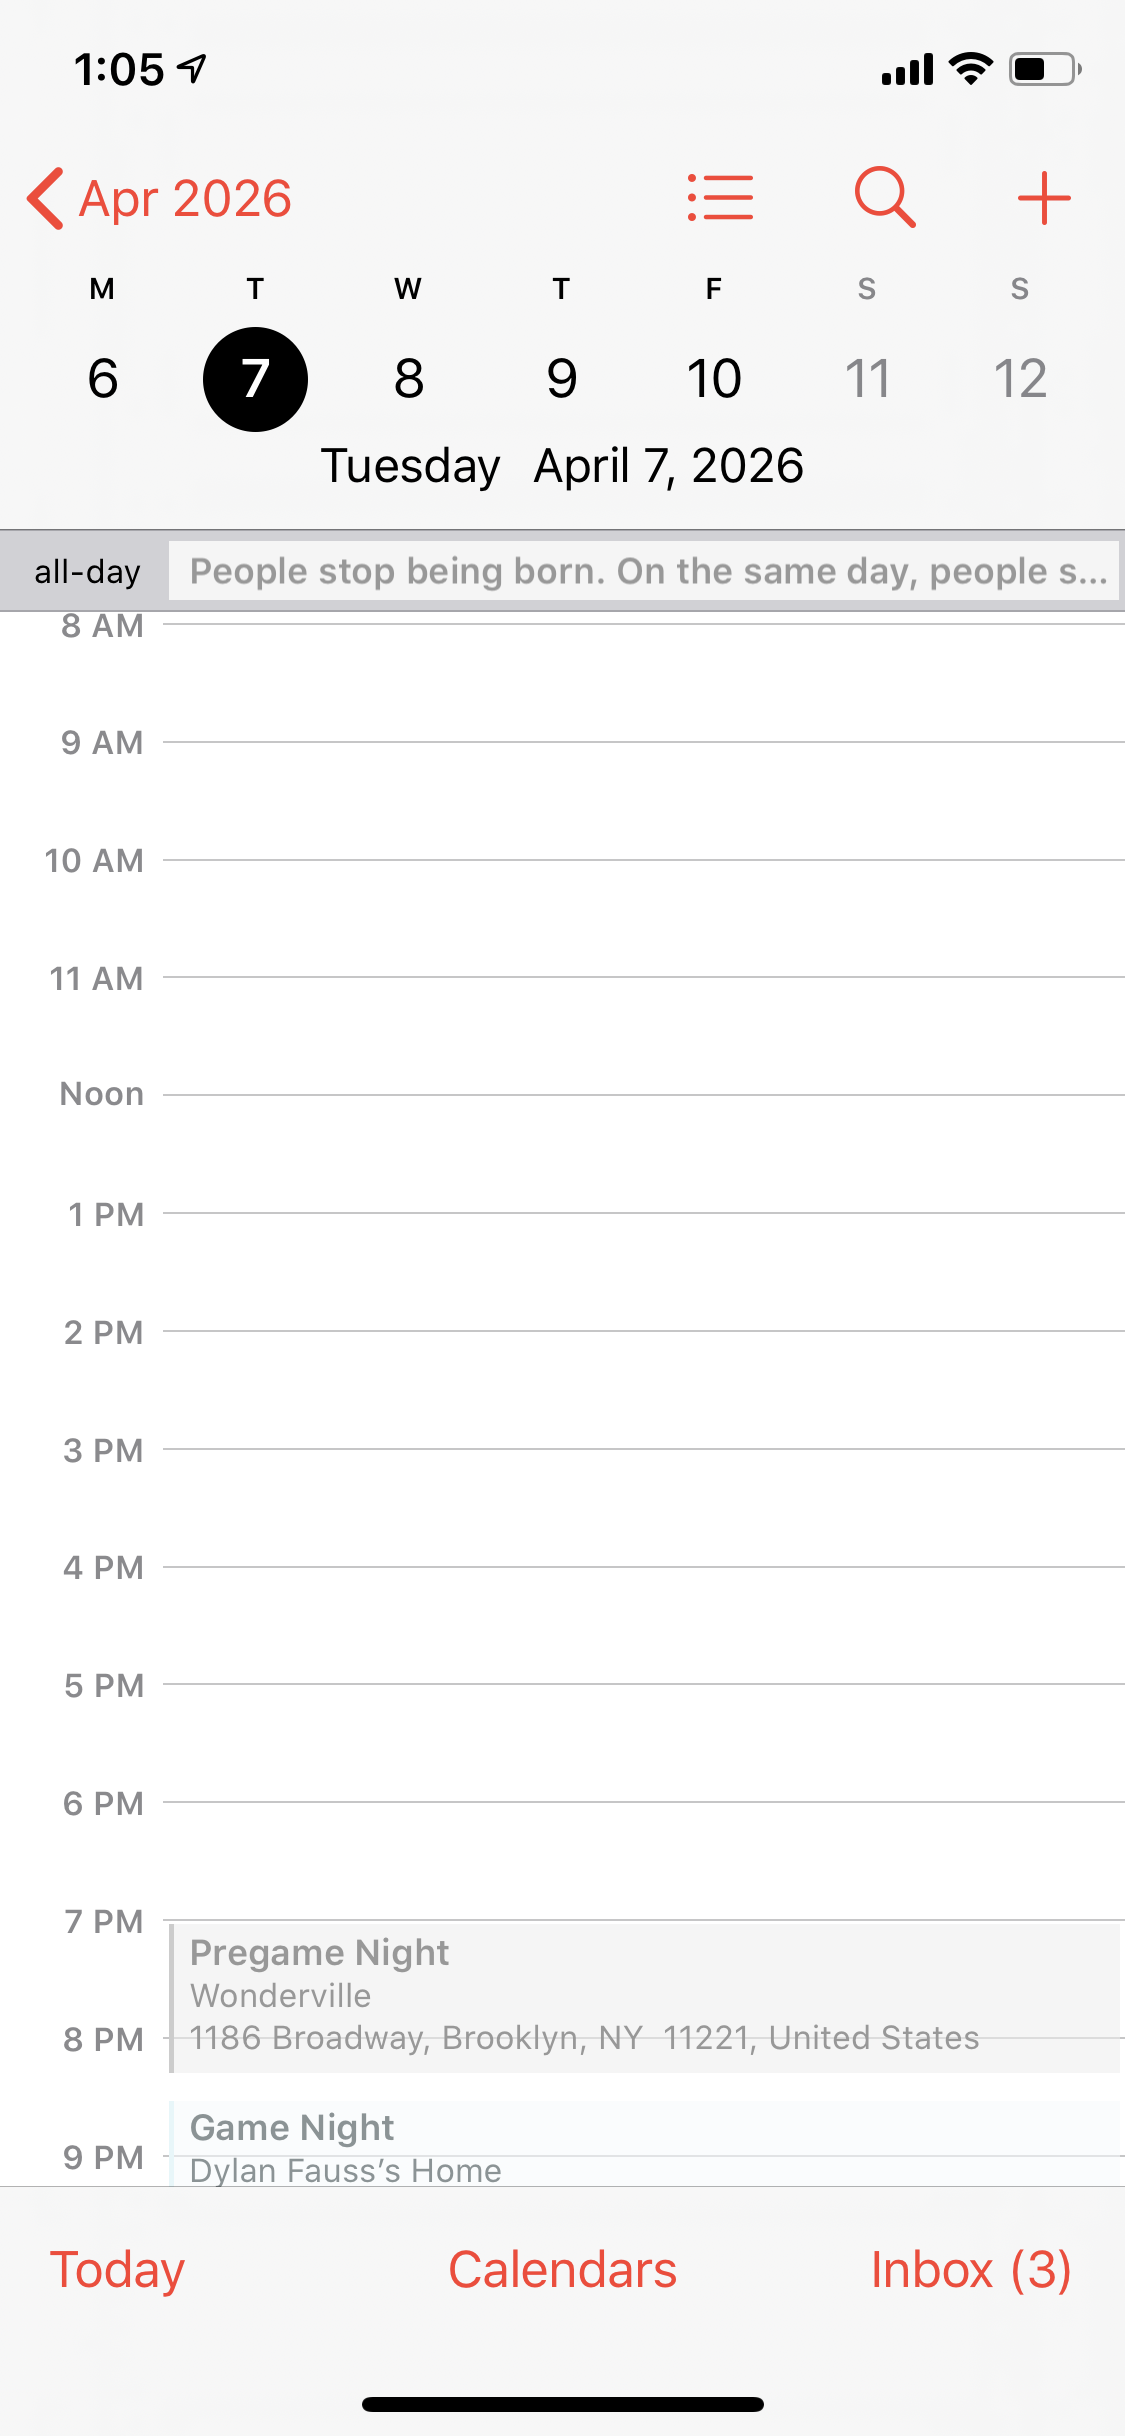 1:05
Apr 2026
M T W T F S S
6 7 8 9 10 11 12
Tuesday April 7, 2026
all-day People stop being born. On the same day, people s...
8 AM
9 AM
10 AM
11 AM
Noon
1 PM
2 PM
3 PM
4 PM
5 PM
6 PM
7 PM
Pregame Night
Wonderville
8 PM 1186 Broadway, Brooklyn, NY 11221, United States
Game Night
9 PM Dylan Fauss’s Home
Today Calendars Inbox (3)